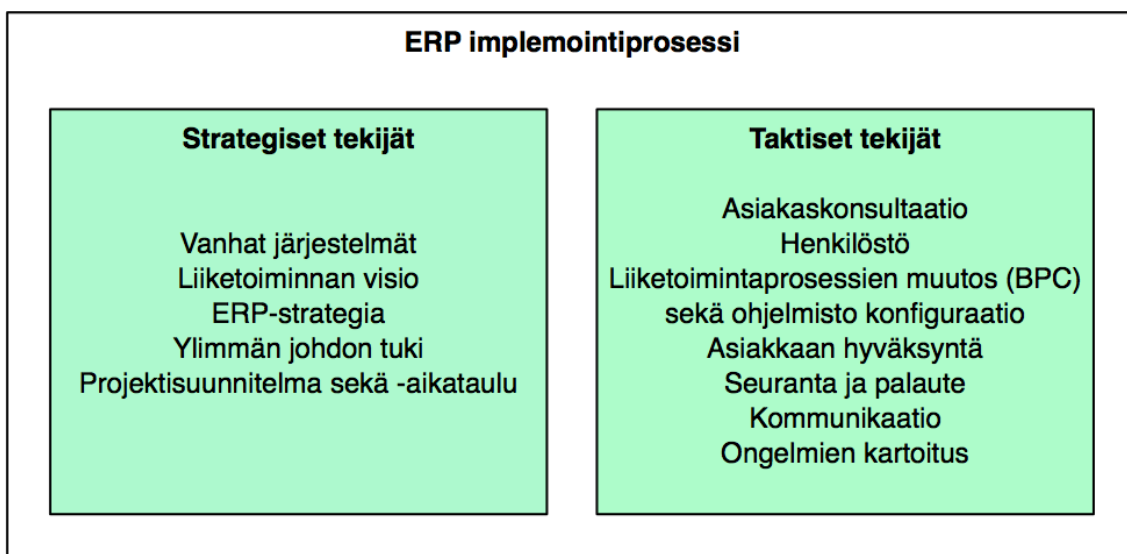 ERP implemointiprosessi
Strategiset tekijät
Vanhat järjestelmät
Liiketoiminnan visio
ERP-strategia
Ylimmän johdon tuki
Projektisuunnitelma sekä -aikataulu
Taktiset tekijät
Asiakaskonsultaatio
Henkilöstö
Liiketoimintaprosessien muutos (BPC)
sekä ohjelmisto konfiguraatio
Asiakkaan hyväksyntä
Seuranta ja palaute
Kommunikaatio
Ongelmien kartoitus